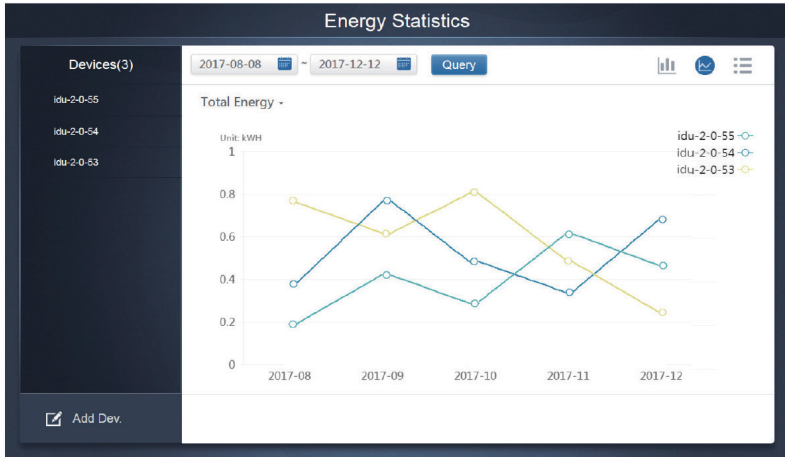 Energy Statistics
Devices(3)
idu-2-0-55
idu-2-0-54
idu-2-0-53
Add Dev.
2017-08-08 ~ 2017-12-12 Query
Total Energy
Unit: kWH
idu-2-0-55
idu-2-0-54
idu-2-0-53
1
0.8
0.6
0.4
0.2
0
2017-08 2017-09 2017-10 2017-11 2017-12